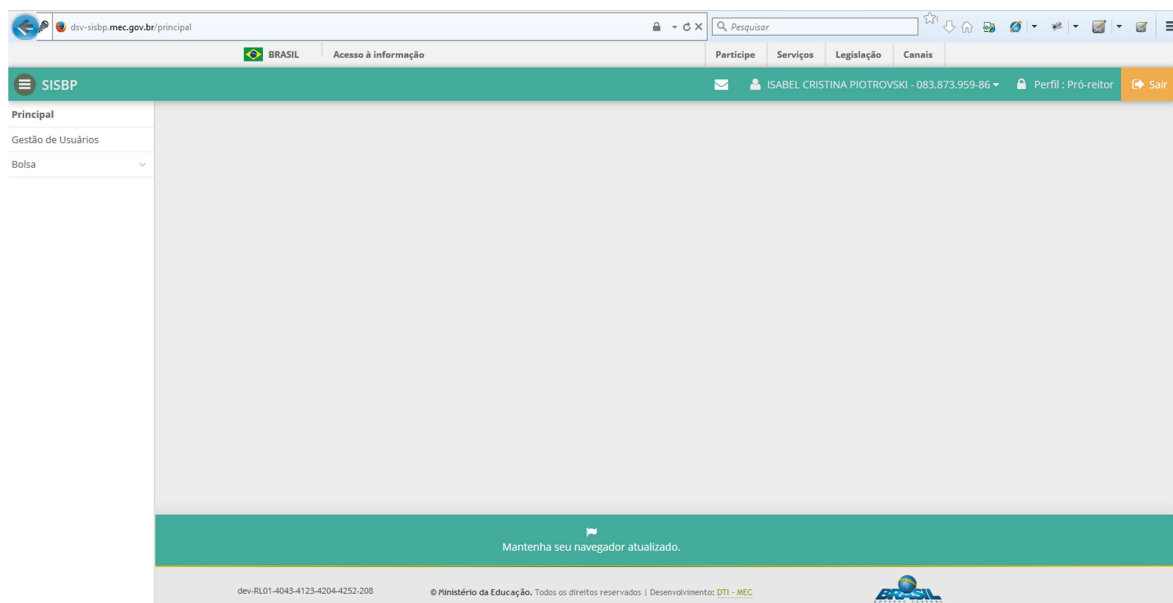 dsv-sisbp.mec.gov.br/principal
Pesquisar
BRASIL Acesso à informação Participe Serviços Legislação Canais
SISBP ISABEL CRISTINA PIOTROVSKI - 083.873.959-86 Perfil : Pró-reitor Sair
Principal
Gestão de Usuários
Bolsa
Mantenha seu navegador atualizado.
dev-RL01-4043-4123-4204-4252-208 © Ministério da Educação. Todos os direitos reservados | Desenvolvimento: DTI - MEC
BRASIL